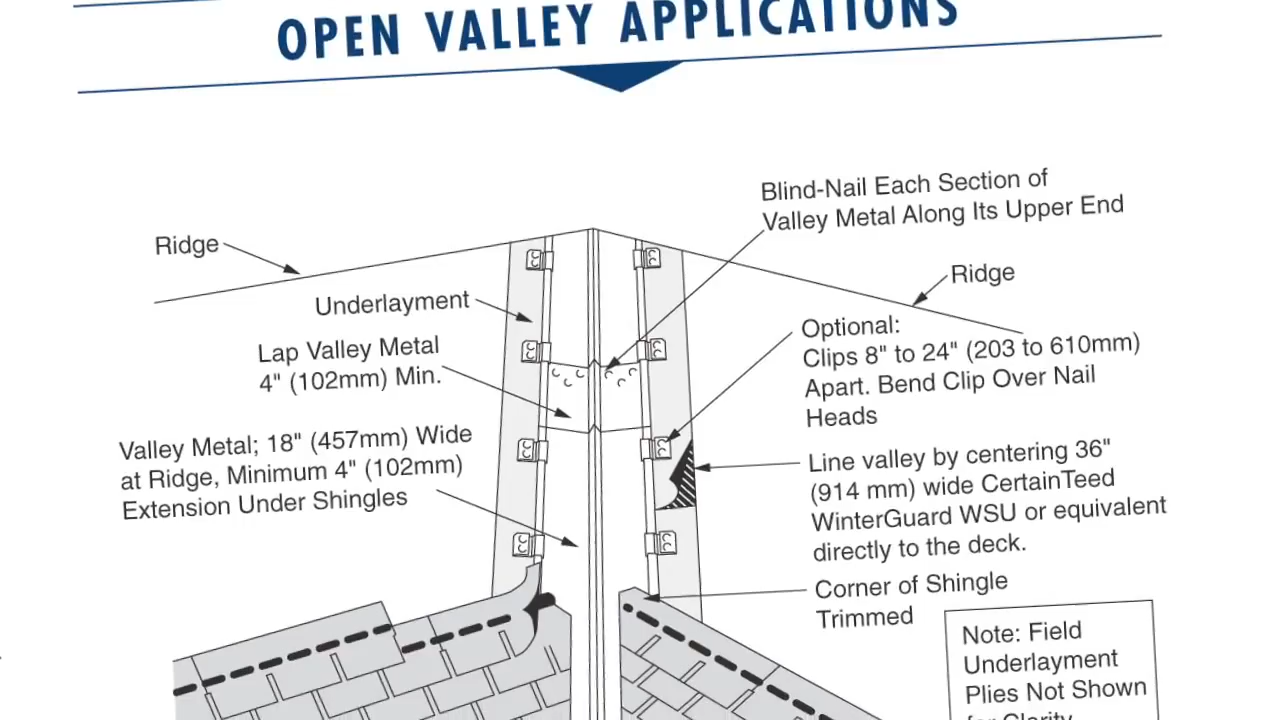 OPEN VALLEY APPLICATIONS
Blind-Nail Each Section of
Valley Metal Along Its Upper End
Ridge
Ridge
Underlayment
Optional:
Clips 8" to 24" (203 to 610mm)
Apart. Bend Clip Over Nail
Heads
Lap Valley Metal
4" (102mm) Min.
Valley Metal; 18" (457mm) Wide
at Ridge, Minimum 4" (102mm)
Extension Under Shingles
Line valley by centering 36"
(914 mm) wide CertainTeed
WinterGuard WSU or equivalent
directly to the deck.
Corner of Shingle
Trimmed
Note: Field
Underlayment
Plies Not Shown
for Clarity